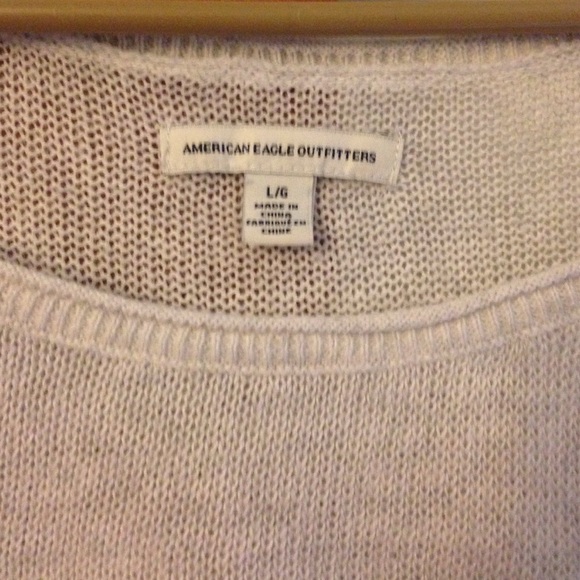 AMERICAN EAGLE OUTFITTERS
L/G
MADE IN
CHINA
FABRIQUÉ EN
CHINE